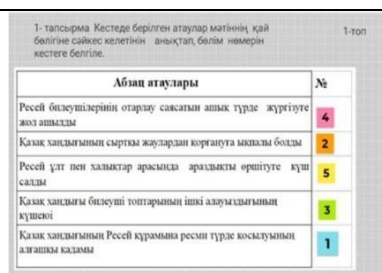 1- тапсырма Кестеде берілген атаулар мәтіннің қай
бөлігіне сәйкес келетінін анықтап, бөлім нөмерін
кестеге белгіле.
1-топ
Абзац атаулары №
Ресей билеушілерінің отарлау саясатын ашық түрде жүргізуге
жол ашылды 4
Қазақ хандығының сыртқы жаулардан қорғануға ықпалы болды 2
Ресей ұлт пен халықтар арасында араздықты өршітуге күш
салды 5
Қазақ хандығы билеуші топтарының ішкі алауыздығының
күшеюі 3
Қазақ хандығының Ресей құрамына ресми түрде қосылуының
алғашқы қадамы 1